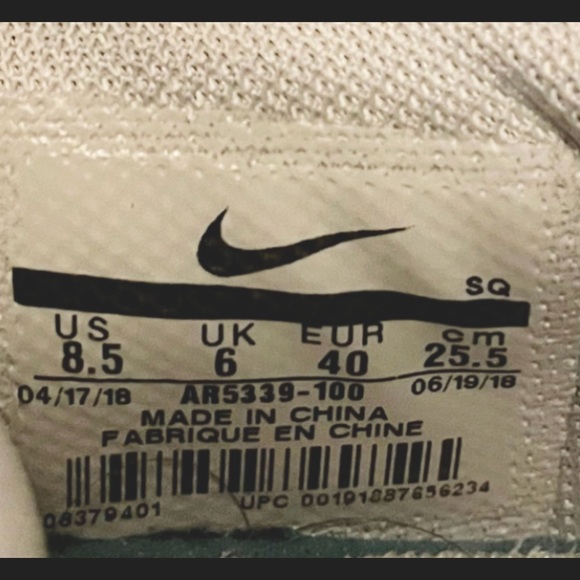 SQ
US UK EUR cm
8.5 6 40 25.5
04/17/18 AR5339-100 06/19/18
MADE IN CHINA
FABRIQUE EN CHINE
08379401 UPC 00191887656234